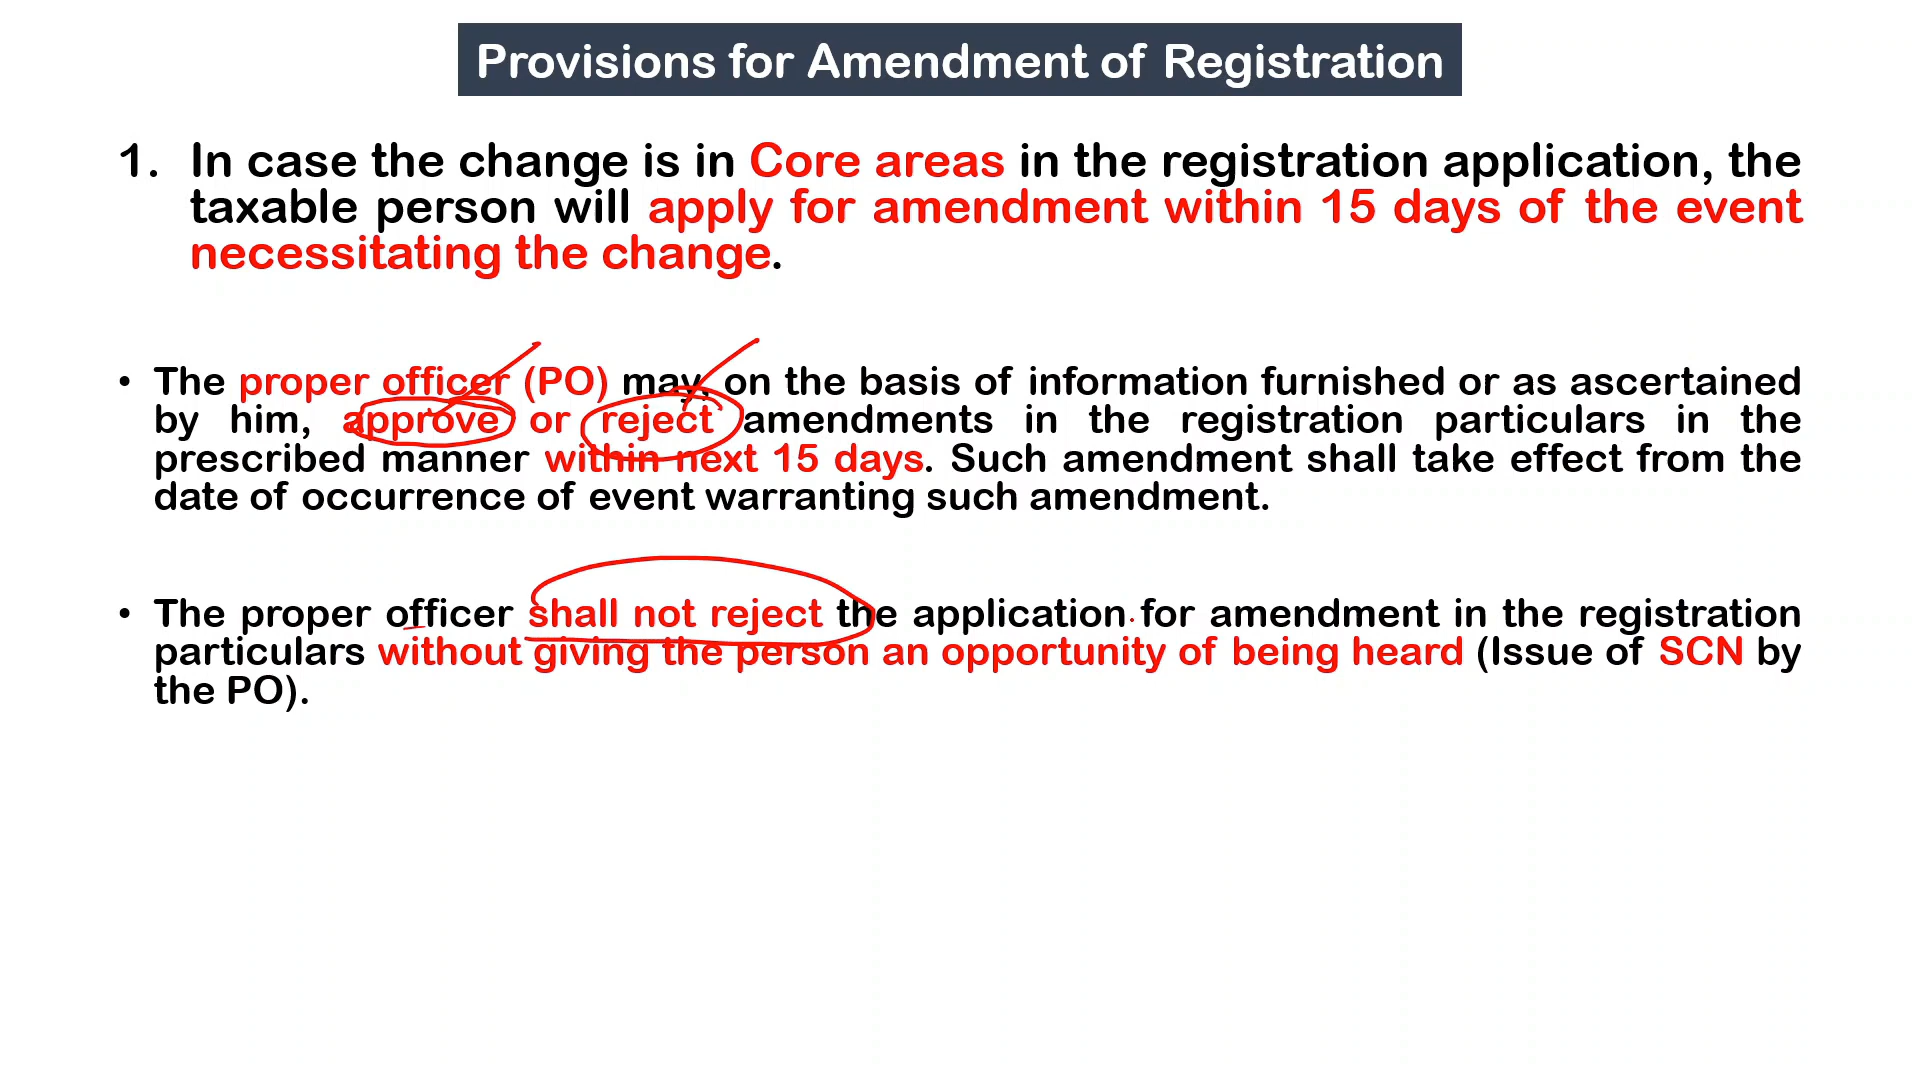 Provisions for Amendment of Registration
1. In case the change is in Core areas in the registration application, the
taxable person will apply for amendment within 15 days of the event
necessitating the change.
• The proper officer (PO) may, on the basis of information furnished or as ascertained
by him, approve or reject amendments in the registration particulars in the
prescribed manner within next 15 days. Such amendment shall take effect from the
date of occurrence of event warranting such amendment.
• The proper officer shall not reject the application for amendment in the registration
particulars without giving the person an opportunity of being heard (Issue of SCN by
the PO).